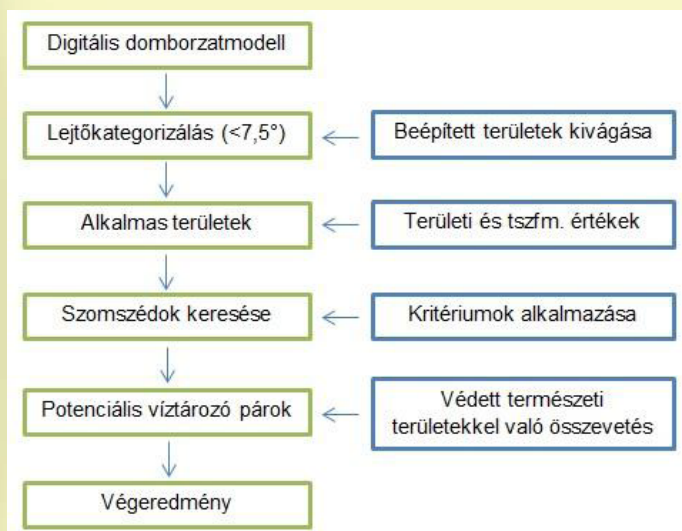 Digitális domborzatmodell
Lejtőkategorizálás (<7,5°)
Beépített területek kivágása
Alkalmas területek
Területi és tszfm. értékek
Szomszédok keresése
Kritériumok alkalmazása
Potenciális víztározó párok
Védett természeti
területekkel való összevetés
Végeredmény